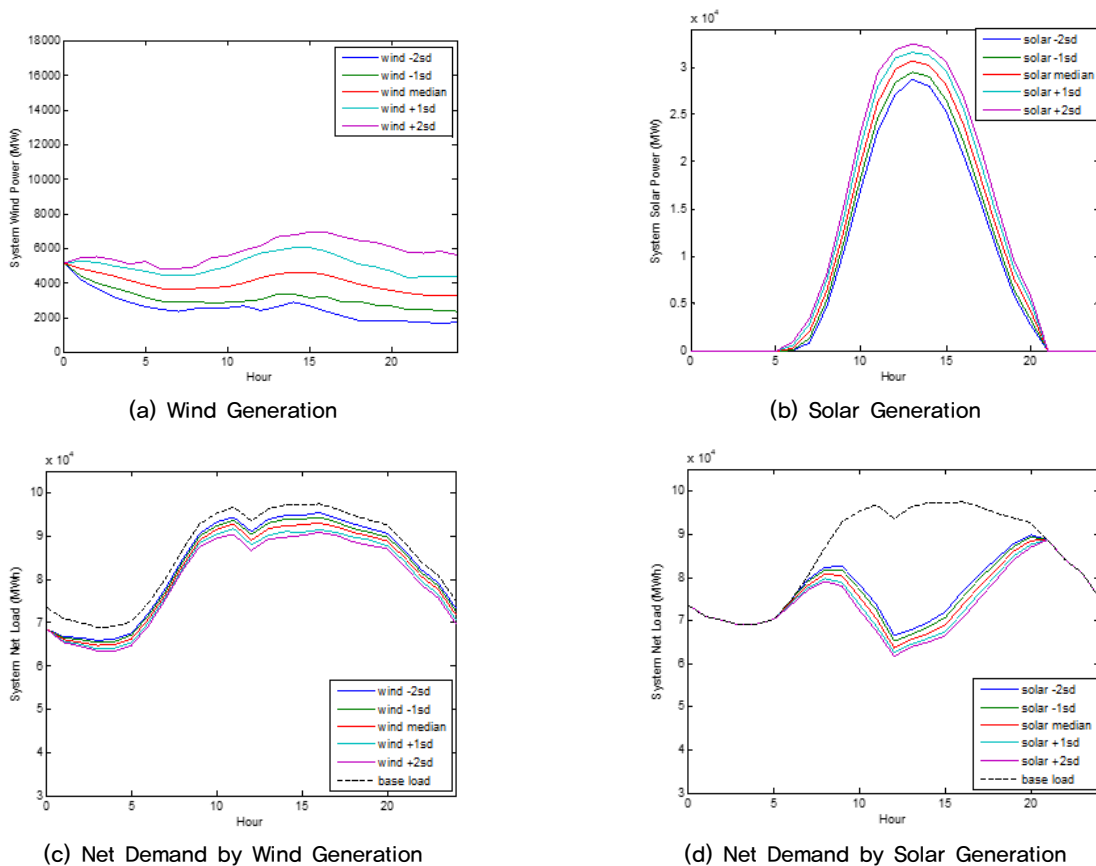 18000
16000
14000
12000
10000
8000
6000
4000
2000
0
0 5 10 15 20
System Wind Power (MW)
Hour
wind -2sd
wind -1sd
wind median
wind +1sd
wind +2sd
(a) Wind Generation
x 10⁴
3
2.5
2
1.5
1
0.5
0
0 5 10 15 20
System Solar Power (MW)
Hour
solar -2sd
solar -1sd
solar median
solar +1sd
solar +2sd
(b) Solar Generation
x 10⁴
10
9
8
7
6
5
4
3
0 5 10 15 20
System Net Load (MWh)
Hour
wind -2sd
wind -1sd
wind median
wind +1sd
wind +2sd
base load
(c) Net Demand by Wind Generation
x 10⁴
10
9
8
7
6
5
4
3
0 5 10 15 20
System Net Load (MWh)
Hour
solar -2sd
solar -1sd
solar median
solar +1sd
solar +2sd
base load
(d) Net Demand by Solar Generation